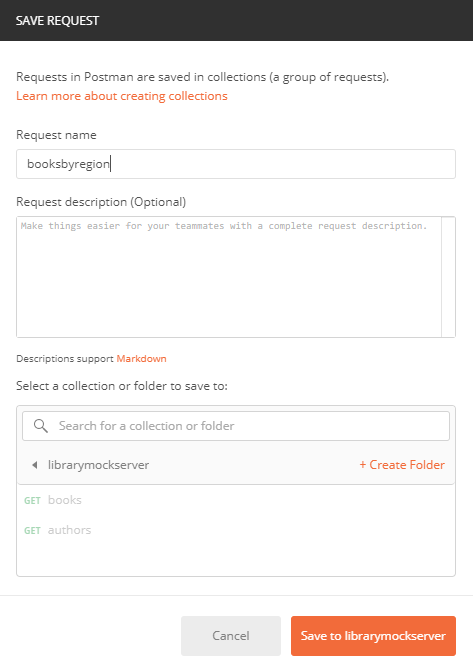 SAVE REQUEST
Requests in Postman are saved in collections (a group of requests).
Learn more about creating collections
Request name
booksbyregion
Request description (Optional)
Make things easier for your teammates with a complete request description.
Descriptions support Markdown
Select a collection or folder to save to:
Search for a collection or folder
librarymockserver + Create Folder
GET books
GET authors
Cancel Save to librarymockserver